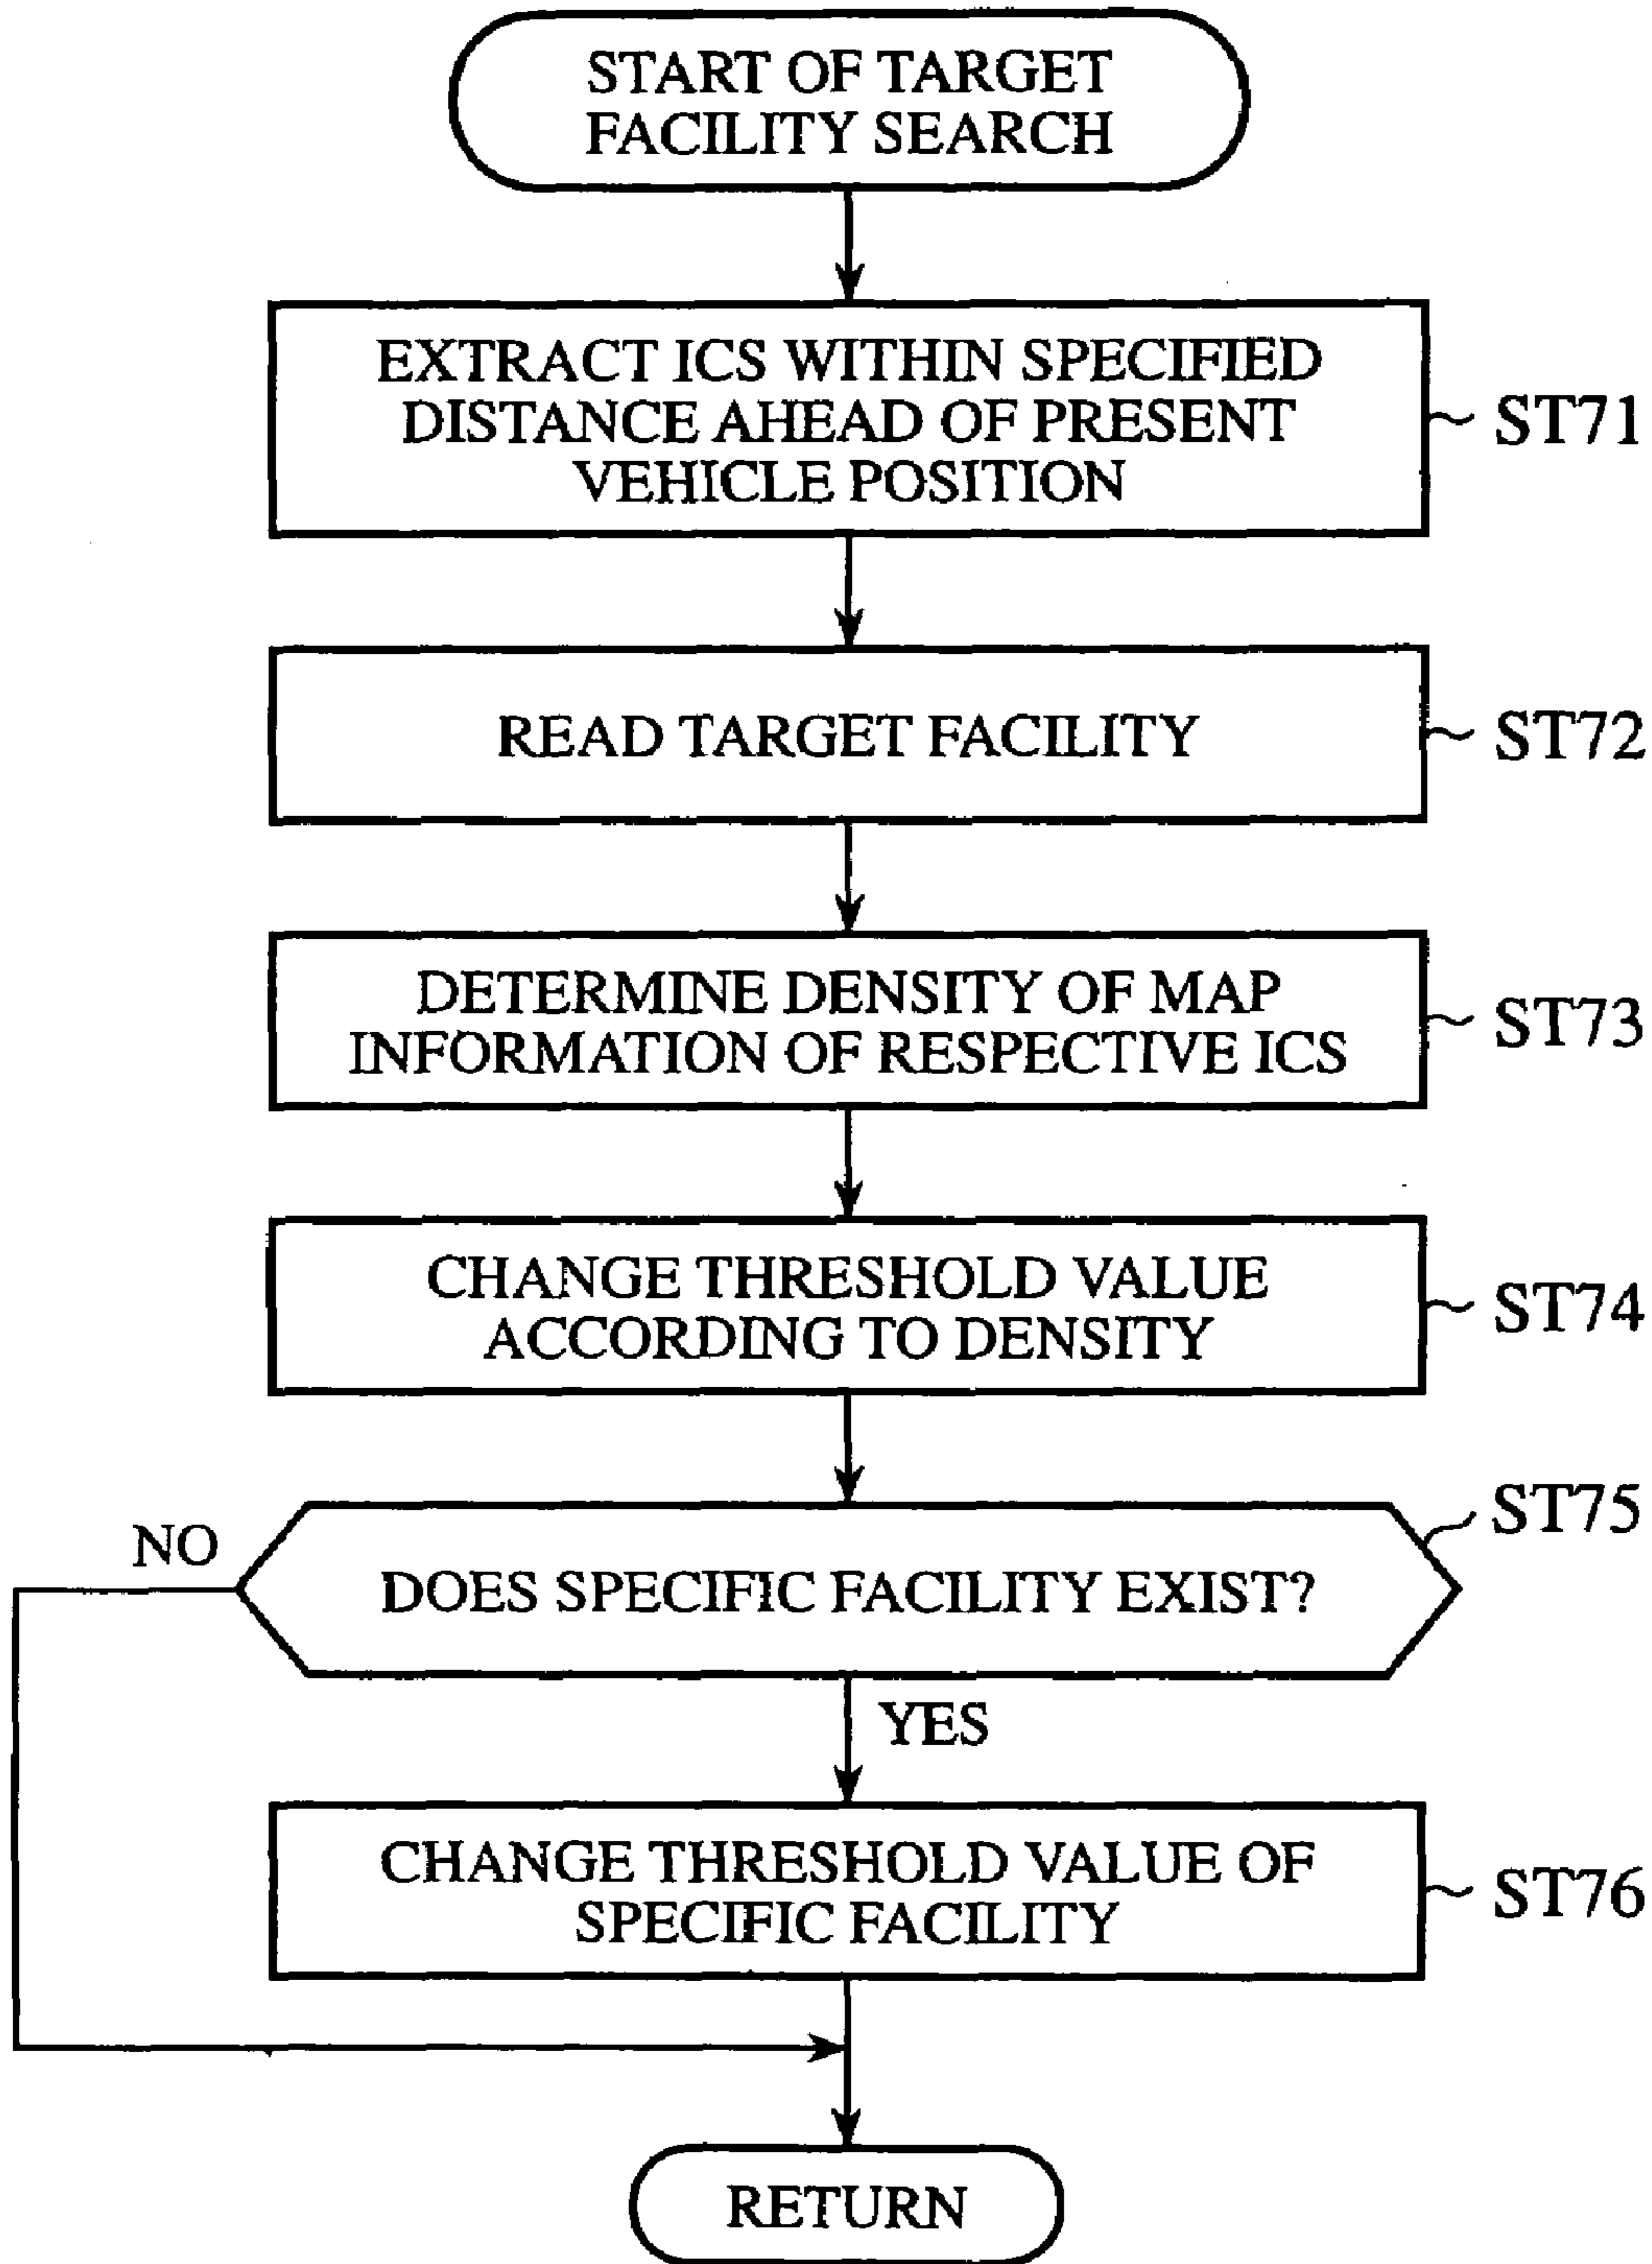 START OF TARGET
FACILITY SEARCH
EXTRACT ICS WITHIN SPECIFIED
DISTANCE AHEAD OF PRESENT
VEHICLE POSITION
ST71
READ TARGET FACILITY
ST72
DETERMINE DENSITY OF MAP
INFORMATION OF RESPECTIVE ICS
ST73
CHANGE THRESHOLD VALUE
ACCORDING TO DENSITY
ST74
ST75
NO
DOES SPECIFIC FACILITY EXIST?
YES
CHANGE THRESHOLD VALUE OF
SPECIFIC FACILITY
ST76
RETURN